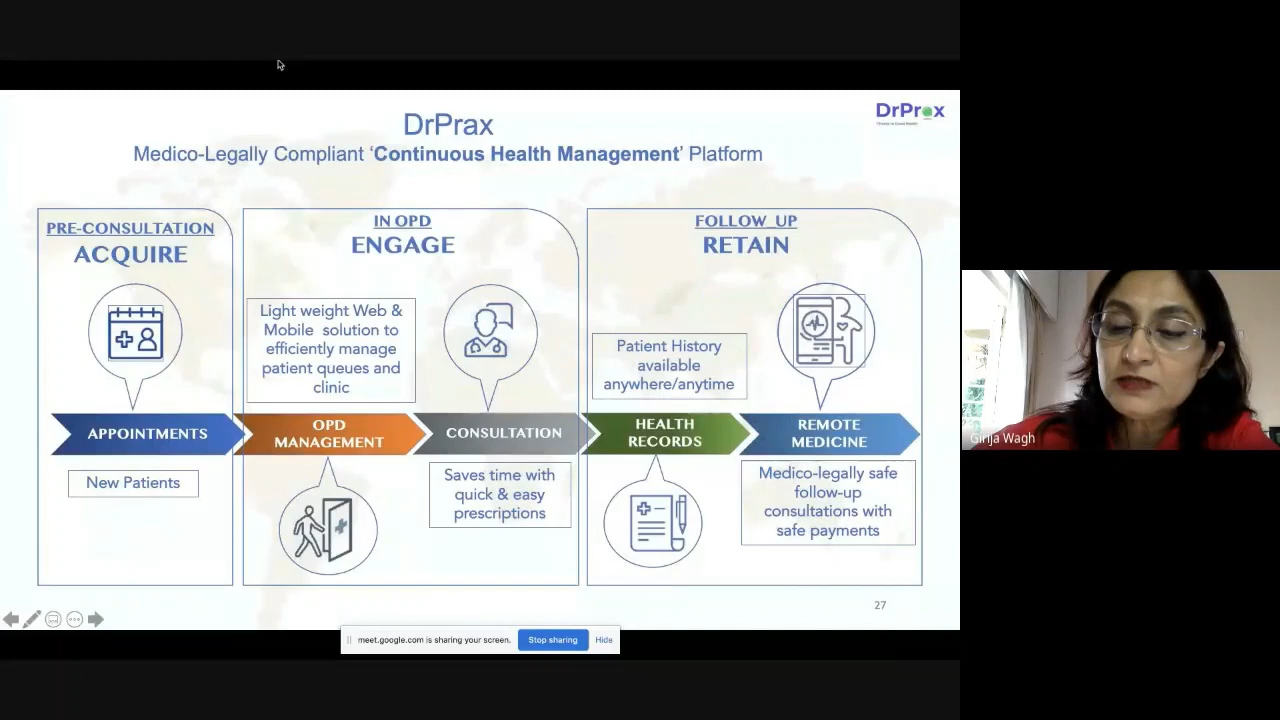 DrPrax
DrPrax
Medico-Legally Compliant ‘Continuous Health Management’ Platform
PRE-CONSULTATION
ACQUIRE
IN OPD
ENGAGE
FOLLOW_UP
RETAIN
Light weight Web &
Mobile solution to
efficiently manage
patient queues and
clinic
Patient History
available
anywhere/anytime
APPOINTMENTS
OPD
MANAGEMENT
CONSULTATION
HEALTH
RECORDS
REMOTE
MEDICINE
New Patients
Saves time with
quick & easy
prescriptions
Medico-legally safe
follow-up
consultations with
safe payments
27
Girija Wagh
meet.google.com is sharing your screen.
Stop sharing
Hide